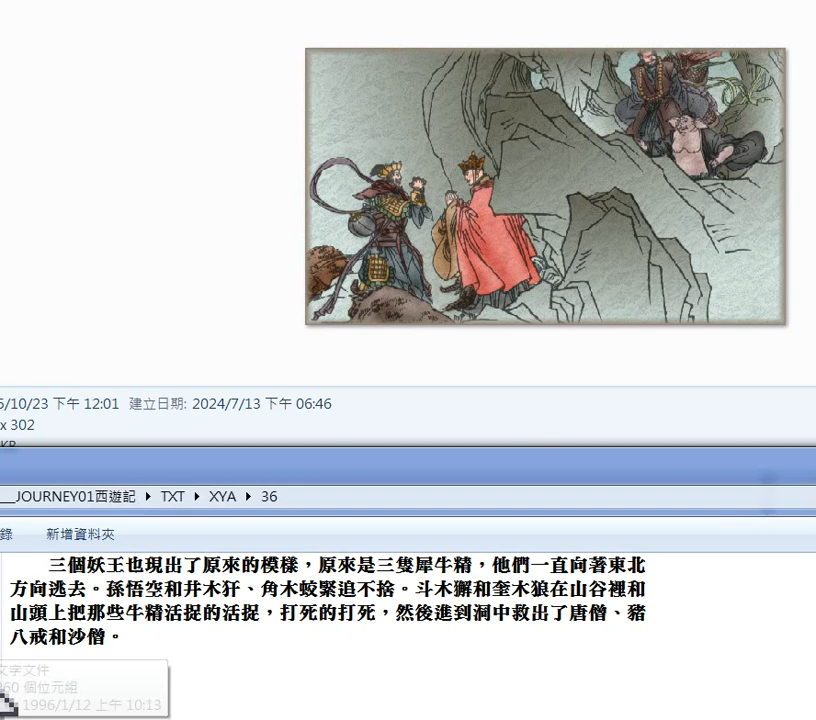 5/10/23 下午 12:01 建立日期: 2024/7/13 下午 06:46
x 302
KB
__JOURNEY01西遊記 ▸ TXT ▸ XYA ▸ 36
錄 新增資料夾
三個妖王也現出了原來的模樣，原來是三隻犀牛精，他們一直向著東北
方向逃去。孫悟空和井木犴、角木蛟緊追不捨。斗木獬和奎木狼在山谷裡和
山頭上把那些牛精活捉的活捉，打死的打死，然後進到洞中救出了唐僧、豬
八戒和沙僧。
文字文件
360 個位元組
1996/1/12 上午 10:13